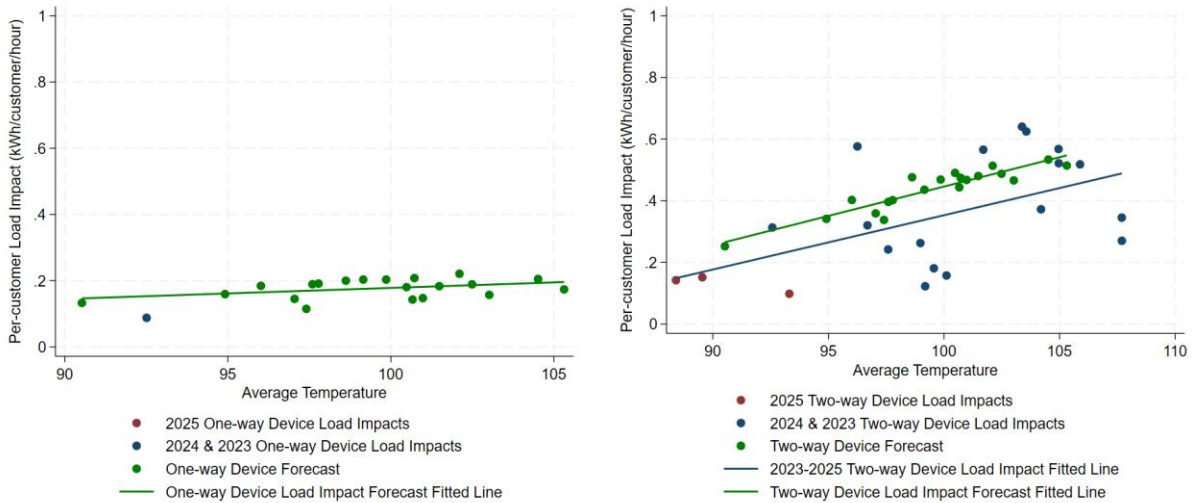 Per-customer Load Impact (kWh/customer/hour)
1
.8
.6
.4
.2
0
90
95
100
105
Average Temperature
2025 One-way Device Load Impacts
2024 & 2023 One-way Device Load Impacts
One-way Device Forecast
One-way Device Load Impact Forecast Fitted Line
Per-customer Load Impact (kWh/customer/hour)
1
.8
.6
.4
.2
0
90
95
100
105
110
Average Temperature
2025 Two-way Device Load Impacts
2024 & 2023 Two-way Device Load Impacts
Two-way Device Forecast
2023-2025 Two-way Device Load Impact Fitted Line
Two-way Device Load Impact Forecast Fitted Line